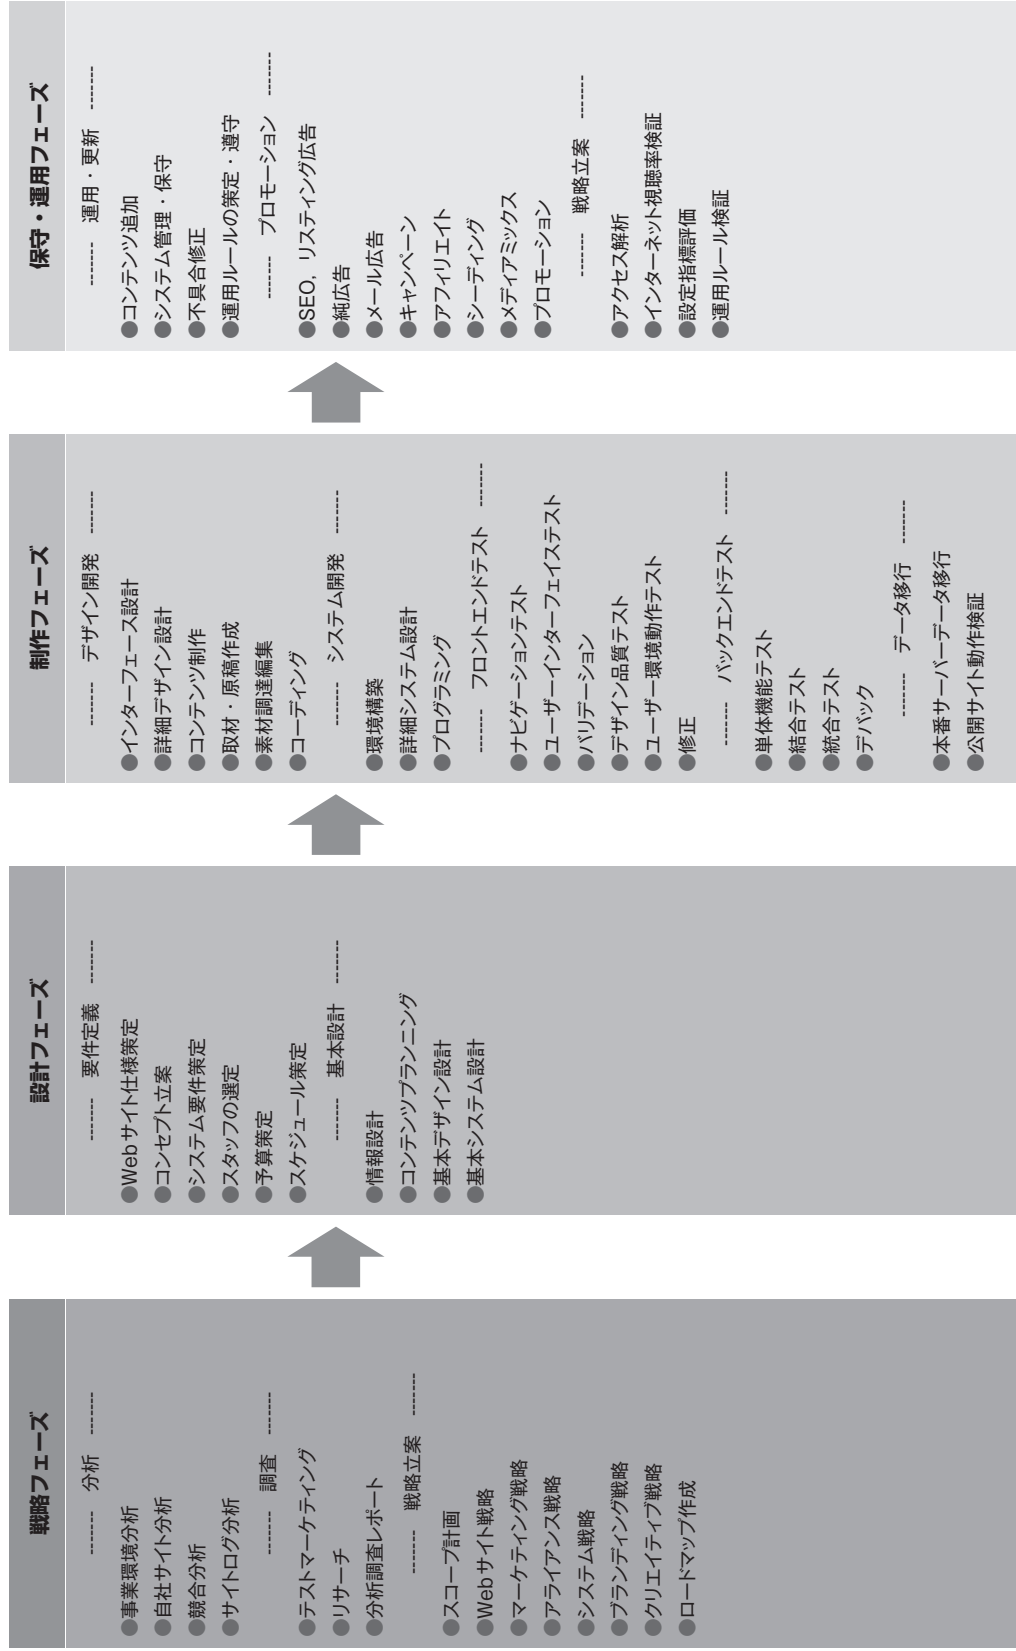 戦略フェーズ
------- 分析 -------
●事業環境分析
●自社サイト分析
●競合分析
●サイトログ分析
------- 調査 -------
●テストマーケティング
●リサーチ
●分析調査レポート
------- 戦略立案 -------
●スコープ計画
●Webサイト戦略
●マーケティング戦略
●アライアンス戦略
●システム戦略
●ブランディング戦略
●クリエイティブ戦略
●ロードマップ作成
設計フェーズ
------- 要件定義 -------
●Webサイト仕様策定
●コンセプト立案
●システム要件策定
●スタッフの選定
●予算策定
●スケジュール策定
------- 基本設計 -------
●情報設計
●コンテンツプランニング
●基本デザイン設計
●基本システム設計
制作フェーズ
------- デザイン開発 -------
●インターフェース設計
●詳細デザイン設計
●コンテンツ制作
●取材・原稿作成
●素材調達編集
●コーディング
------- システム開発 -------
●環境構築
●詳細システム設計
●プログラミング
------- フロントエンドテスト -------
●ナビゲーションテスト
●ユーザーインターフェイステスト
●バリデーション
●デザイン品質テスト
●ユーザー環境動作テスト
●修正
------- バックエンドテスト -------
●単体機能テスト
●結合テスト
●統合テスト
●デバック
------- データ移行 -------
●本番サーバーデータ移行
●公開サイト動作検証
保守・運用フェーズ
------- 運用・更新 -------
●コンテンツ追加
●システム管理・保守
●不具合修正
●運用ルールの策定・遵守
------- プロモーション -------
●SEO，リスティング広告
●純広告
●メール広告
●キャンペーン
●アフィリエイト
●シーディング
●メディアミックス
●プロモーション
------- 戦略立案 -------
●アクセス解析
●インターネット視聴率検証
●設定指標評価
●運用ルール検証